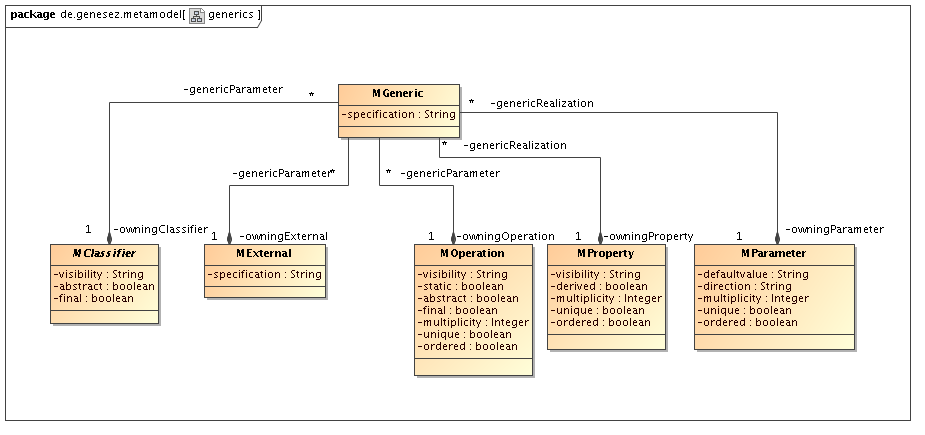 package de.genesez.metamodel[ generics ]
-genericParameter
*
MGeneric
-specification : String
*
-genericRealization
*
-genericRealization
-genericParameter*
*
-genericParameter
1
-owningClassifier
1
-owningExternal
1
-owningOperation
1
-owningProperty
1
-owningParameter
MClassifier
-visibility : String
-abstract : boolean
-final : boolean
MExternal
-specification : String
MOperation
-visibility : String
-static : boolean
-abstract : boolean
-final : boolean
-multiplicity : Integer
-unique : boolean
-ordered : boolean
MProperty
-visibility : String
-derived : boolean
-multiplicity : Integer
-unique : boolean
-ordered : boolean
MParameter
-defaultvalue : String
-direction : String
-multiplicity : Integer
-unique : boolean
-ordered : boolean